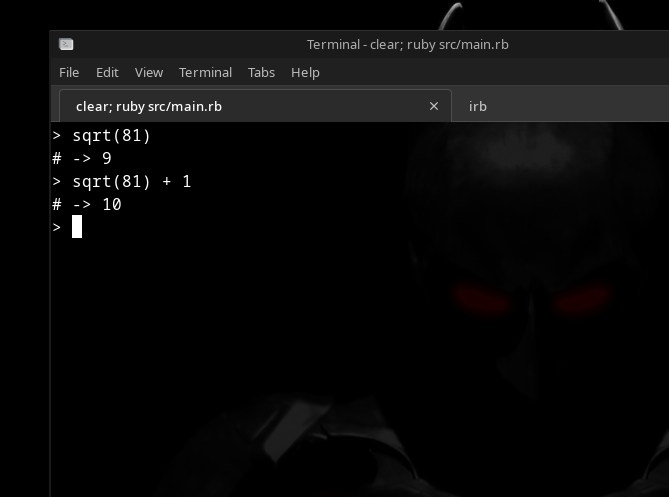 Terminal - clear; ruby src/main.rb
File Edit View Terminal Tabs Help
clear; ruby src/main.rb irb
> sqrt(81)
# -> 9
> sqrt(81) + 1
# -> 10
>